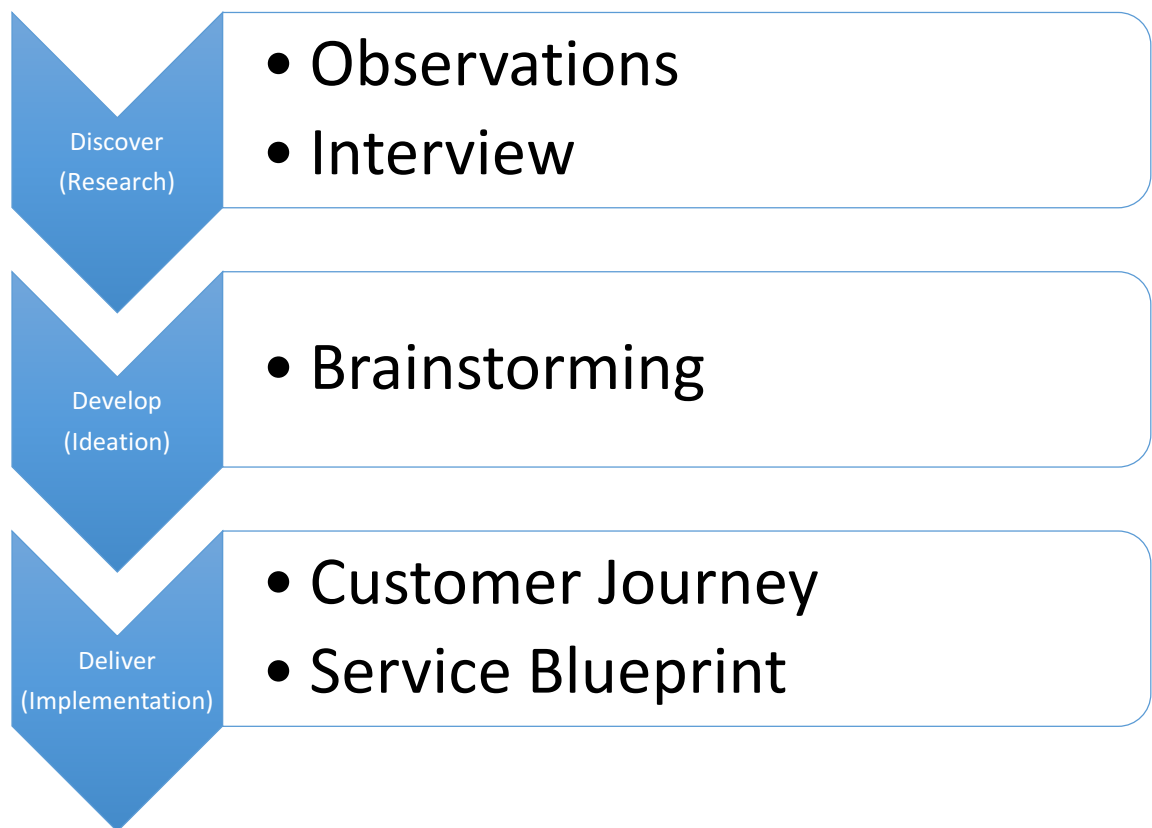 Discover
(Research)
• Observations
• Interview
Develop
(Ideation)
• Brainstorming
Deliver
(Implementation)
• Customer Journey
• Service Blueprint